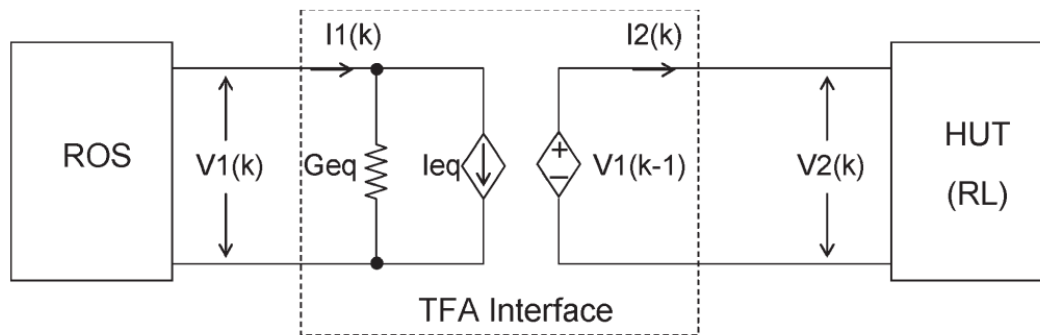 I1(k)
I2(k)
ROS
V1(k)
Geq
Ieq
+
−
V1(k-1)
V2(k)
HUT
(RL)
TFA Interface